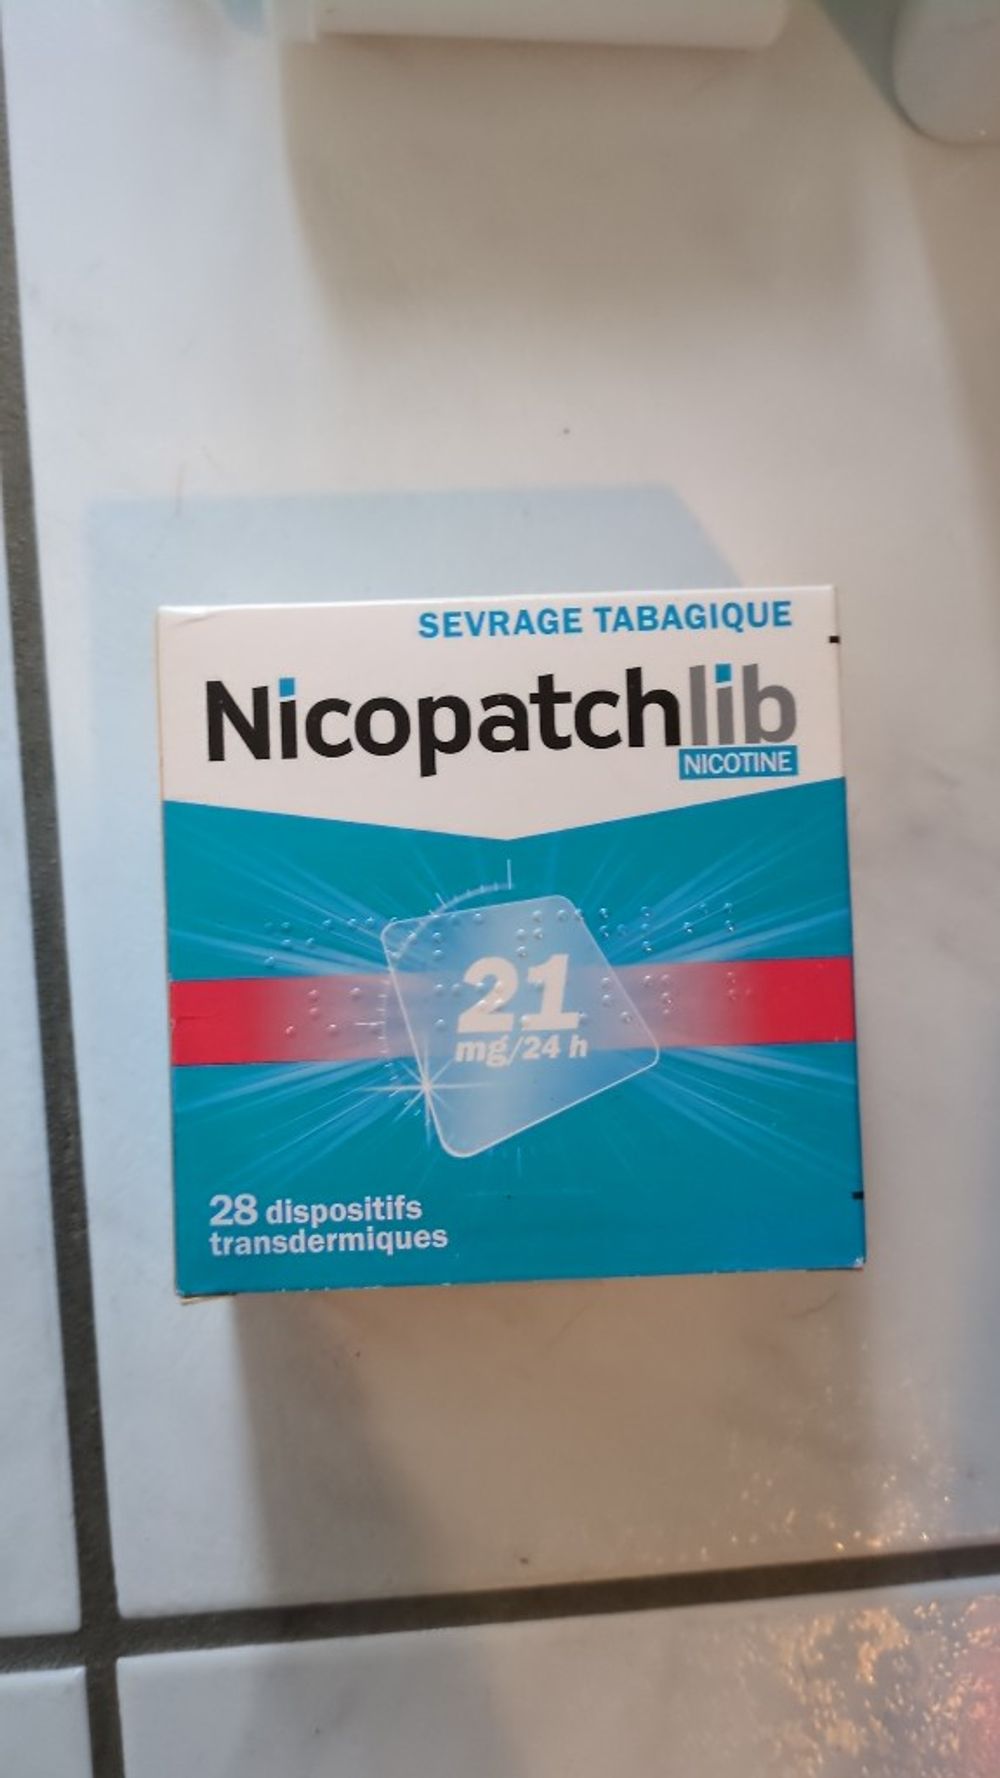 SEVRAGE TABAGIQUE
Nicopatchlib
NICOTINE
21
mg/24 h
28 dispositifs
transdermiques